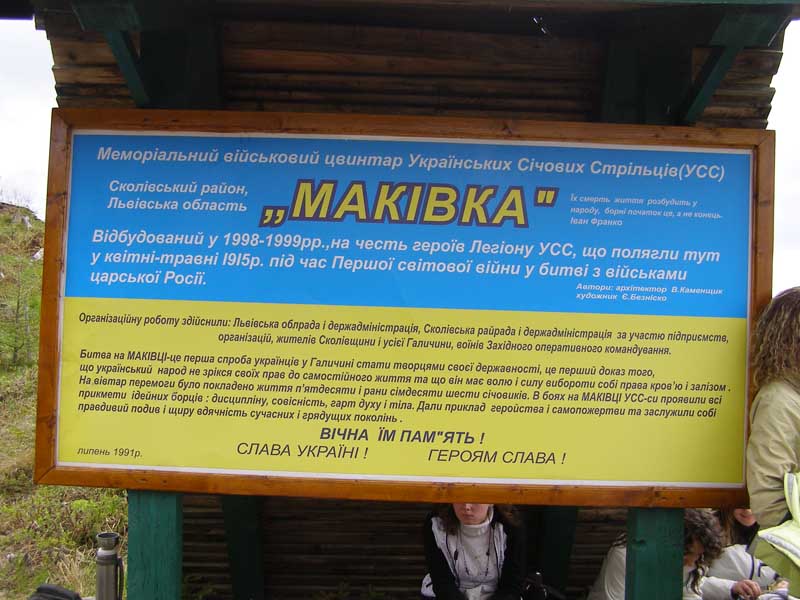 Меморіальний військовий цвинтар Українських Січових Стрільців(УСС)
Сколівський район,
Львівська область
„МАКІВКА"
Їх смерть життя розбудить у
народу, борні початок це, а не конець.
Іван Франко
Відбудований у 1998-1999рр.,на честь героїв Легіону УСС, що полягли тут
у квітні-травні І9І5р. під час Першої світової війни у битві з військами
царської Росії.
Автори: архітектор В.Каменщик
художник Є.Безніско
Організаційну роботу здійснили: Львівська облрада і держадміністрація, Сколівська райрада і держадміністрація за участю підприємств,
організацій, жителів Сколівщини і усієї Галичини, воїнів Західного оперативного командування.
Битва на МАКІВЦІ-це перша спроба українців у Галичині стати творцями своєї державності, це перший доказ того,
що український народ не зрікся своїх прав до самостійного життя та що він має волю і силу вибороти собі права кров'ю і залізом.
На вівтар перемоги було покладено життя п'ятдесяти і рани сімдесяти шести січовиків. В боях на МАКІВЦІ УСС-си проявили всі
прикмети ідейних борців : дисципліну, совісність, гарт духу і тіла. Дали приклад геройства і самопожертви та заслужили собі
правдивий подив і щиру вдячність сучасних і грядущих поколінь .
ВІЧНА ЇМ ПАМ"ЯТЬ !
липень 1991р.
СЛАВА УКРАЇНІ ! ГЕРОЯМ СЛАВА !